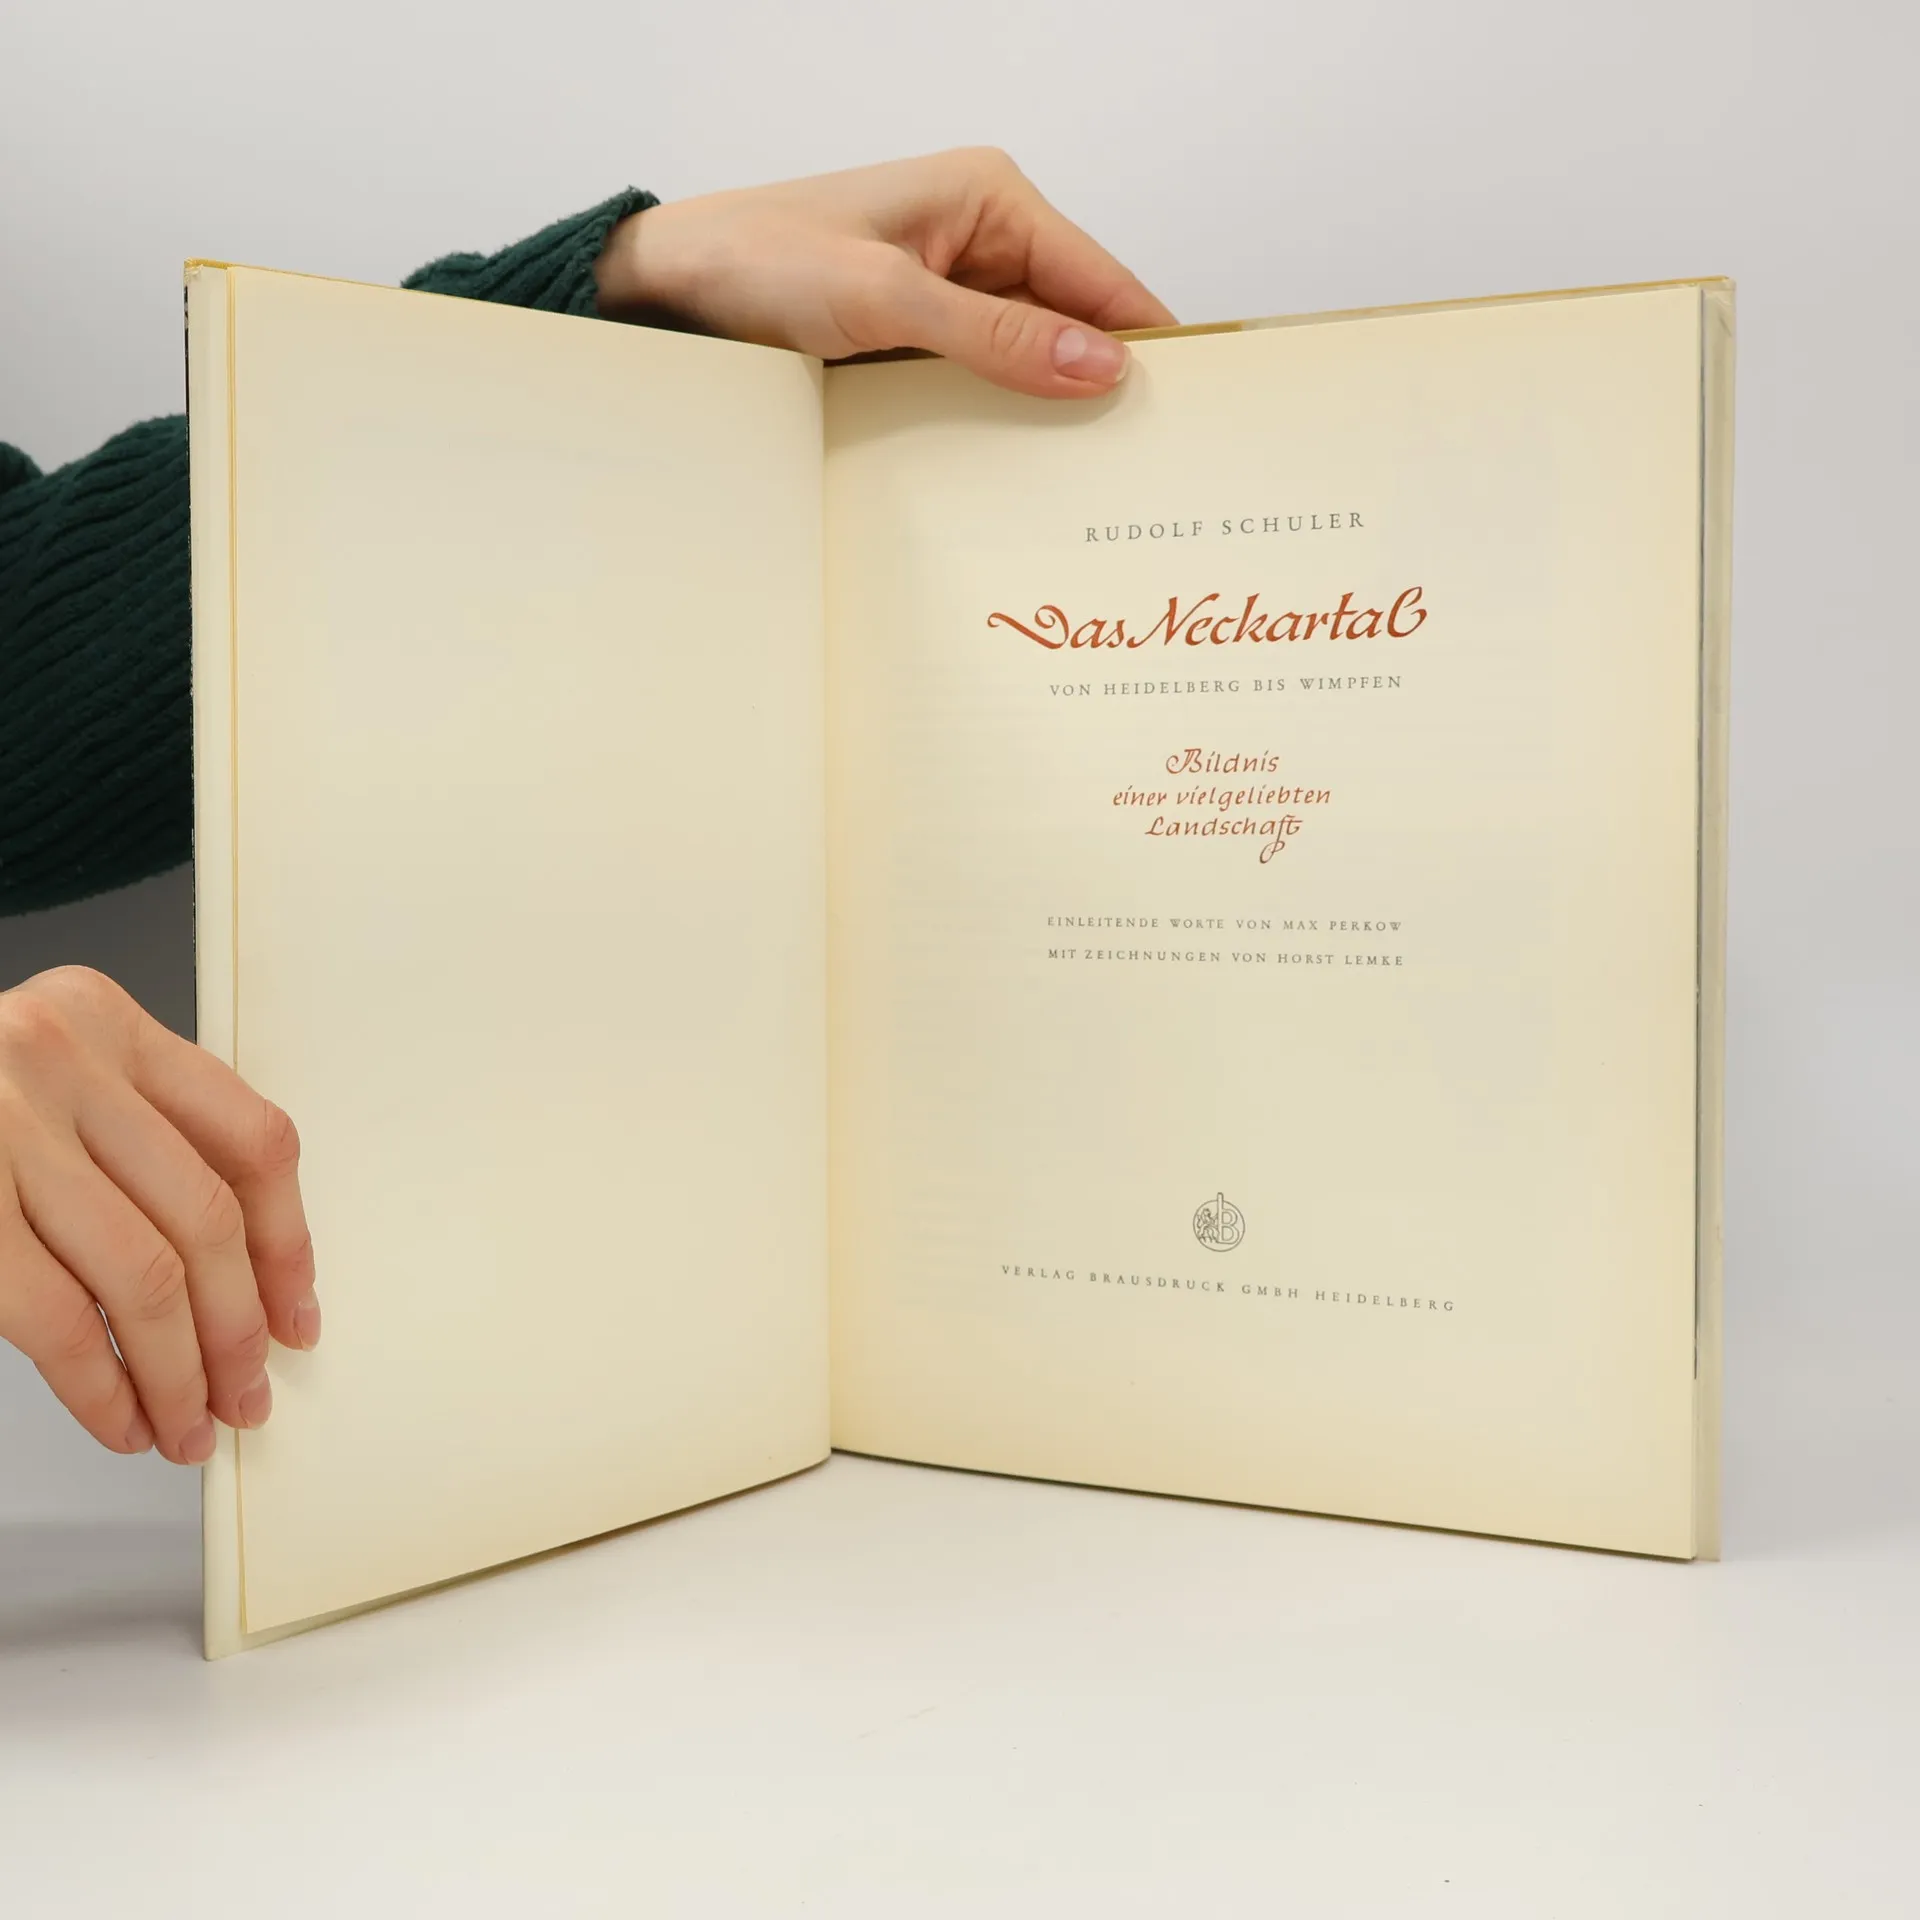 RUDOLF SCHULER
Das Neckartal
VON HEIDELBERG BIS WIMPFEN
Bildnis
einer vielgeliebten
Landschaft
EINLEITENDE WORTE VON MAX PERKOW
MIT ZEICHNUNGEN VON HORST LEMKE
B
VERLAG BRAUSDRUCK GMBH HEIDELBERG